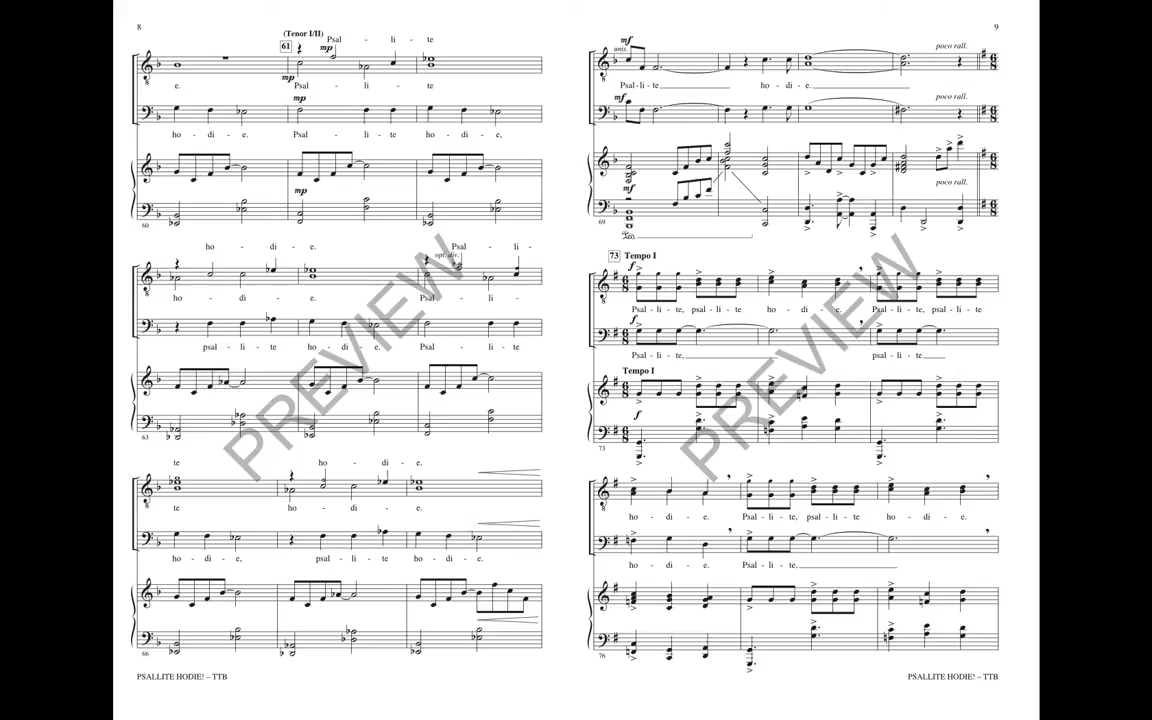 8
(Tenor I/II)
Psal - li - te
61
mp
mp
e. Psal - li - te
mp
ho - di - e. Psal - li - te ho - di - e,
mp
60
ho - di - e. Psal - li -
opt. div.
ho - di - e. Psal - li -
psal - li - te ho - di - e. Psal - li - te
63
te ho - di - e.
te ho - di - e.
ho - di - e, psal - li - te ho - di - e.
66
PSALLITE HODIE! – TTB
PREVIEW
9
mf
unis.
poco rall.
Psal - li - te ho - di - e.
mf
poco rall.
mf
poco rall.
69
73 Tempo I
f
Psal - li - te, psal - li - te ho - di - e. Psal - li - te, psal - li - te
f
Psal - li - te, psal - li - te
Tempo I
f
73
ho - di - e. Psal - li - te, psal - li - te ho - di - e.
ho - di - e. Psal - li - te,
76
PSALLITE HODIE! – TTB
PREVIEW